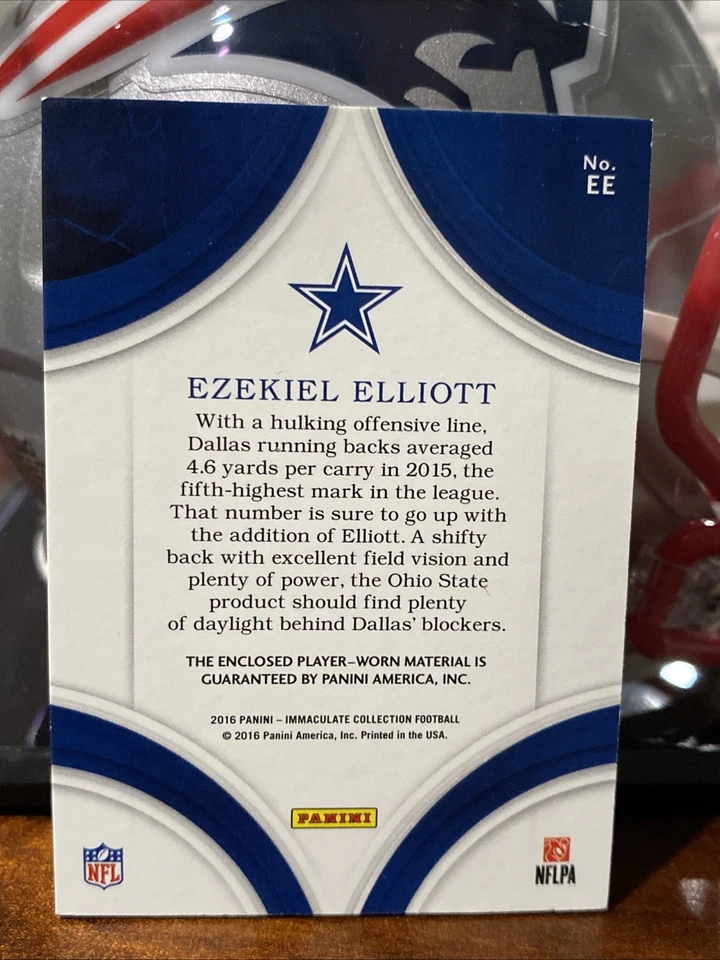 No.
EE
EZEKIEL ELLIOTT
With a hulking offensive line,
Dallas running backs averaged
4.6 yards per carry in 2015, the
fifth-highest mark in the league.
That number is sure to go up with
the addition of Elliott. A shifty
back with excellent field vision and
plenty of power, the Ohio State
product should find plenty
of daylight behind Dallas' blockers.
THE ENCLOSED PLAYER-WORN MATERIAL IS
GUARANTEED BY PANINI AMERICA, INC.
2016 PANINI – IMMACULATE COLLECTION FOOTBALL
© 2016 Panini America, Inc. Printed in the USA.
PANINI
NFL
NFLPA